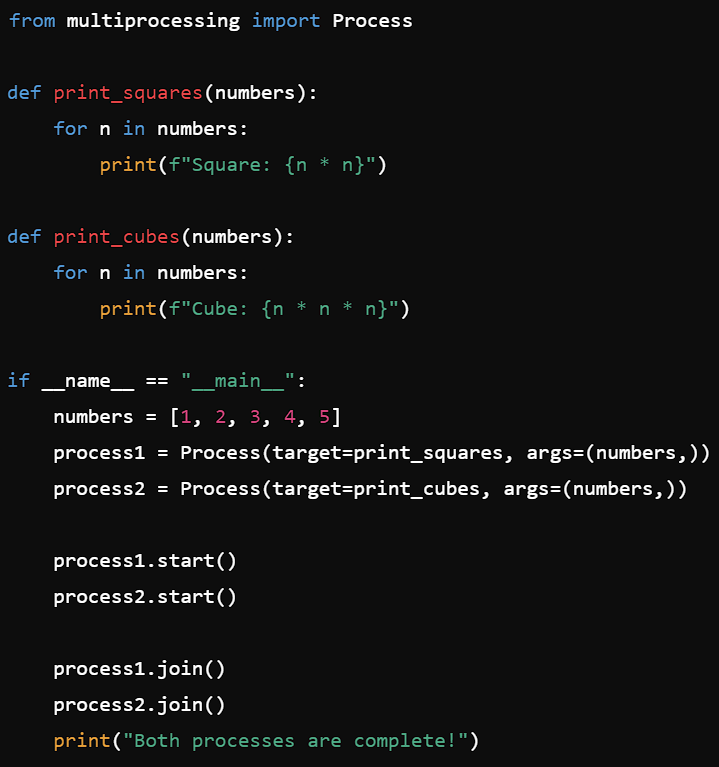 from multiprocessing import Process
def print_squares(numbers):
    for n in numbers:
        print(f"Square: {n * n}")
def print_cubes(numbers):
    for n in numbers:
        print(f"Cube: {n * n * n}")
if __name__ == "__main__":
    numbers = [1, 2, 3, 4, 5]
    process1 = Process(target=print_squares, args=(numbers,))
    process2 = Process(target=print_cubes, args=(numbers,))
    process1.start()
    process2.start()
    process1.join()
    process2.join()
    print("Both processes are complete!")